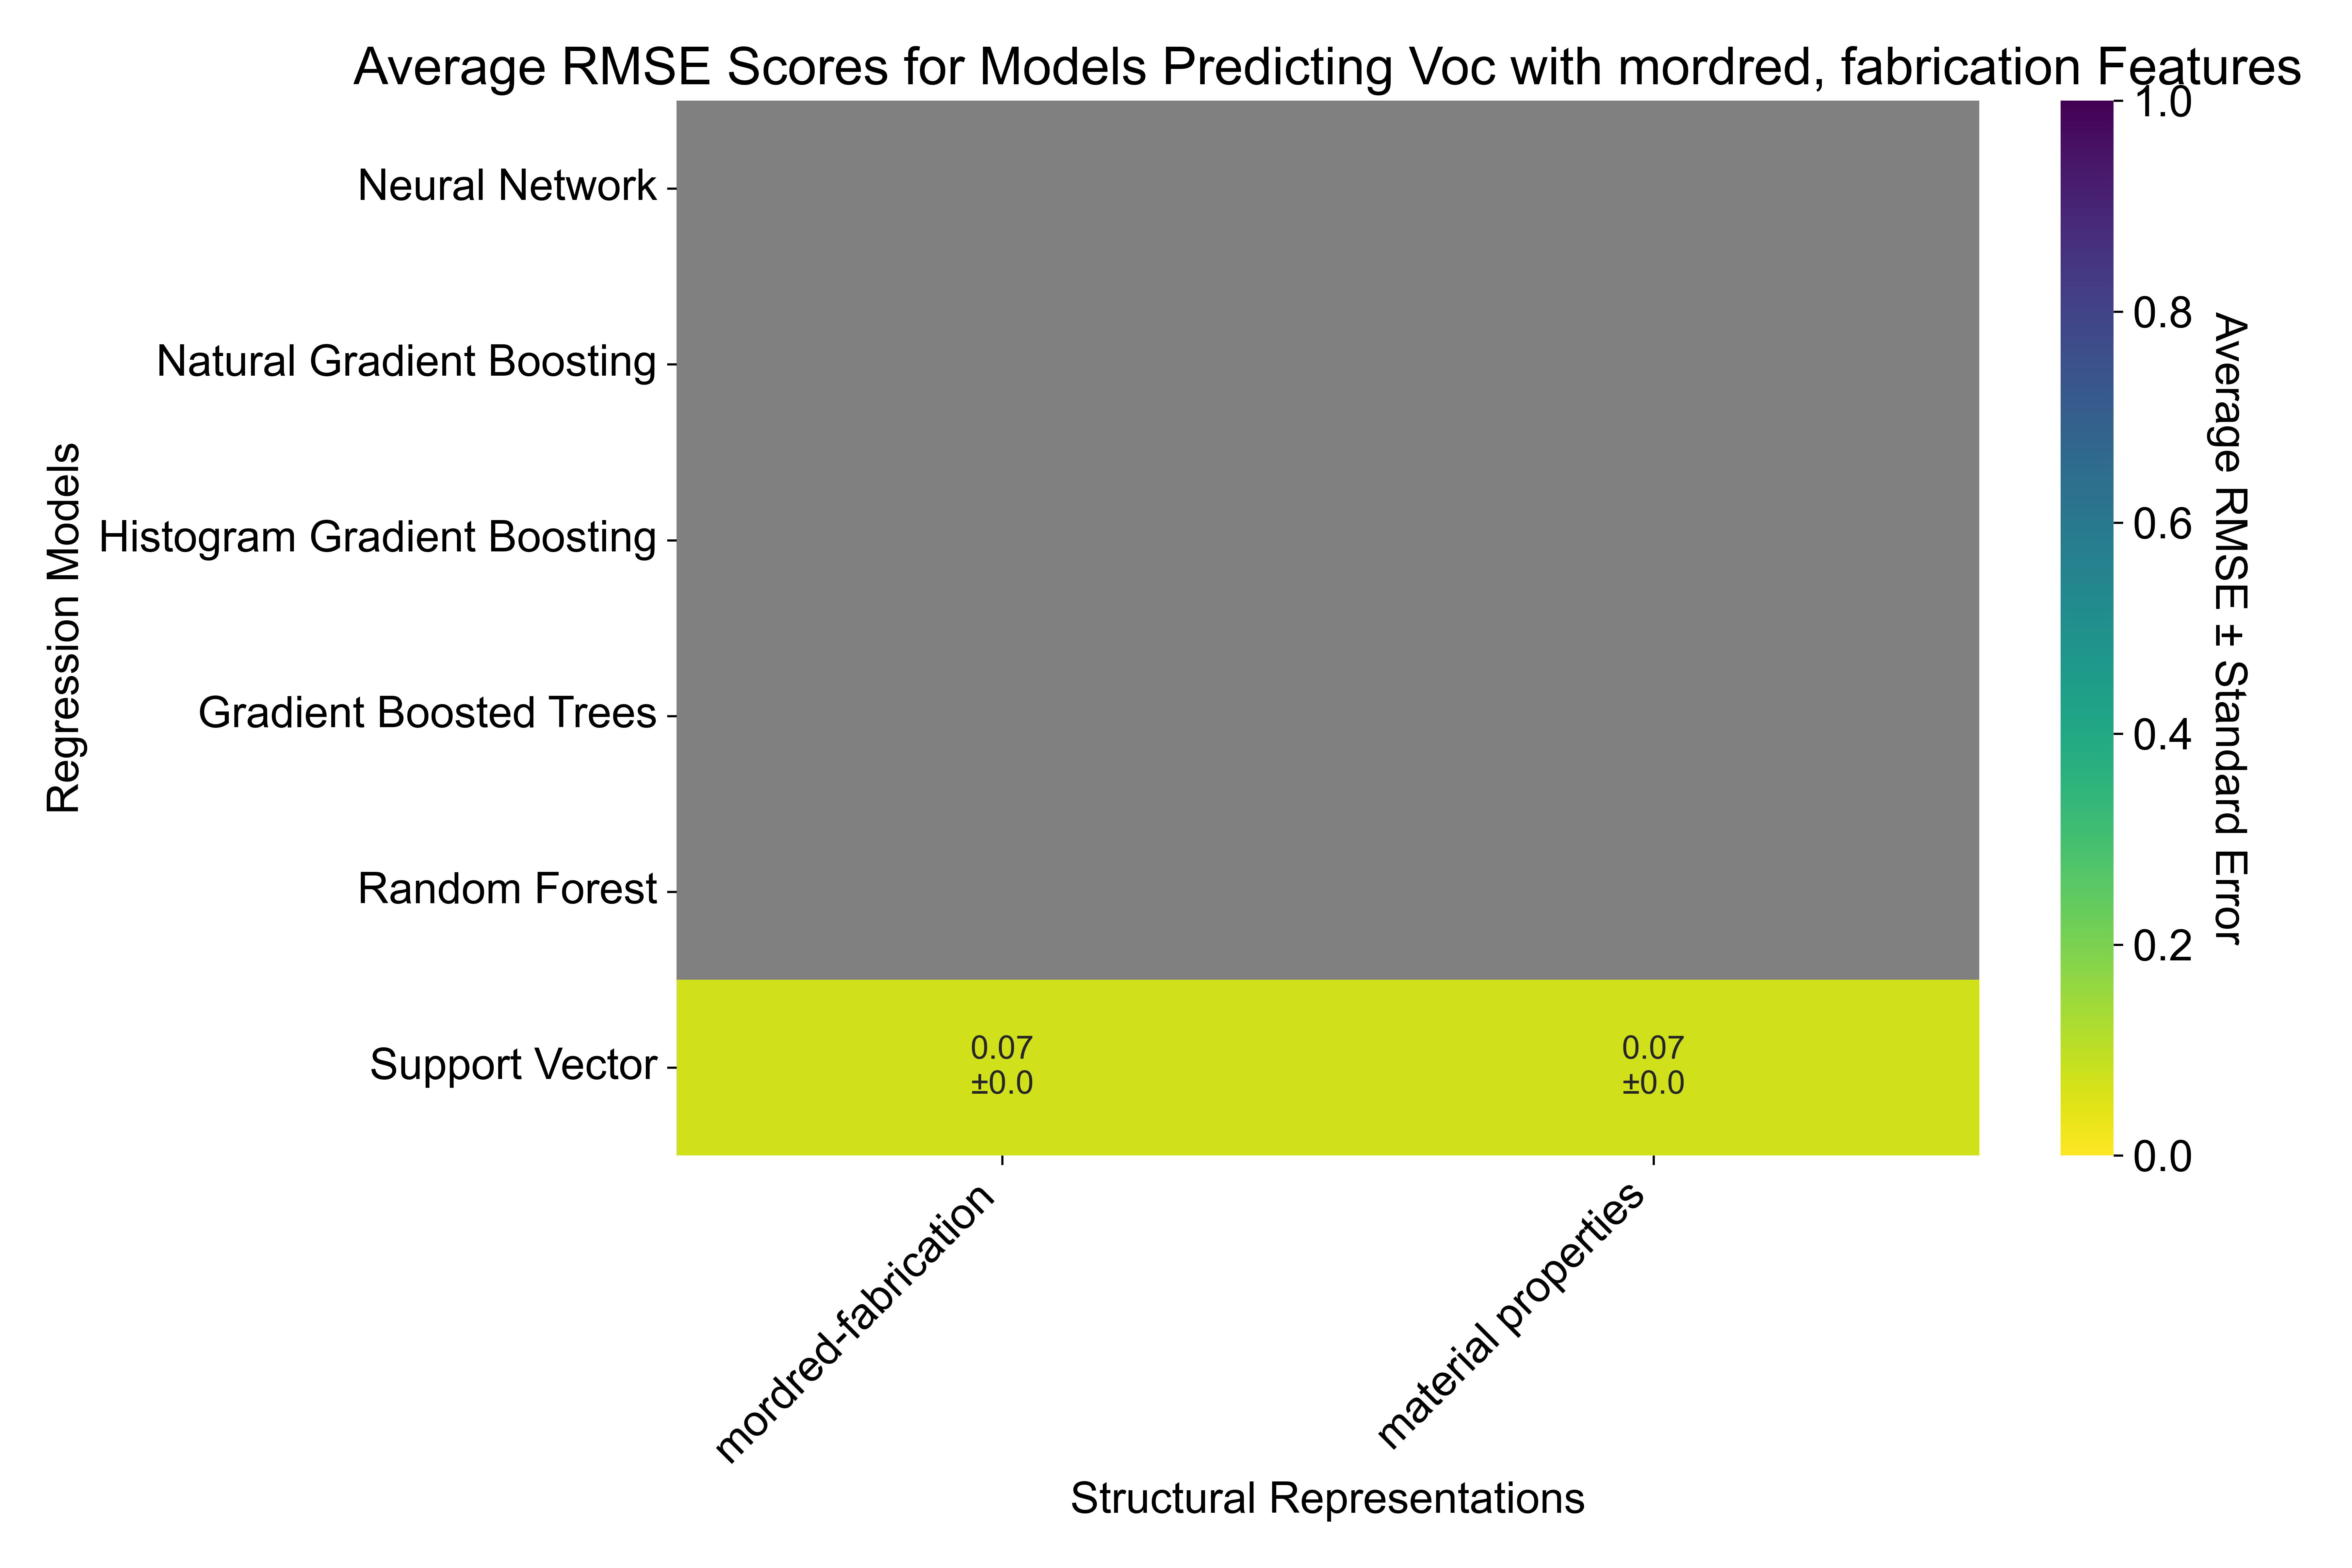 Average RMSE Scores for Models Predicting Voc with mordred, fabrication Features
Regression Models
Neural Network
Natural Gradient Boosting
Histogram Gradient Boosting
Gradient Boosted Trees
Random Forest
Support Vector
0.07
±0.0
0.07
±0.0
mordred-fabrication
material properties
Structural Representations
1.0
0.8
0.6
0.4
0.2
0.0
Average RMSE ± Standard Error